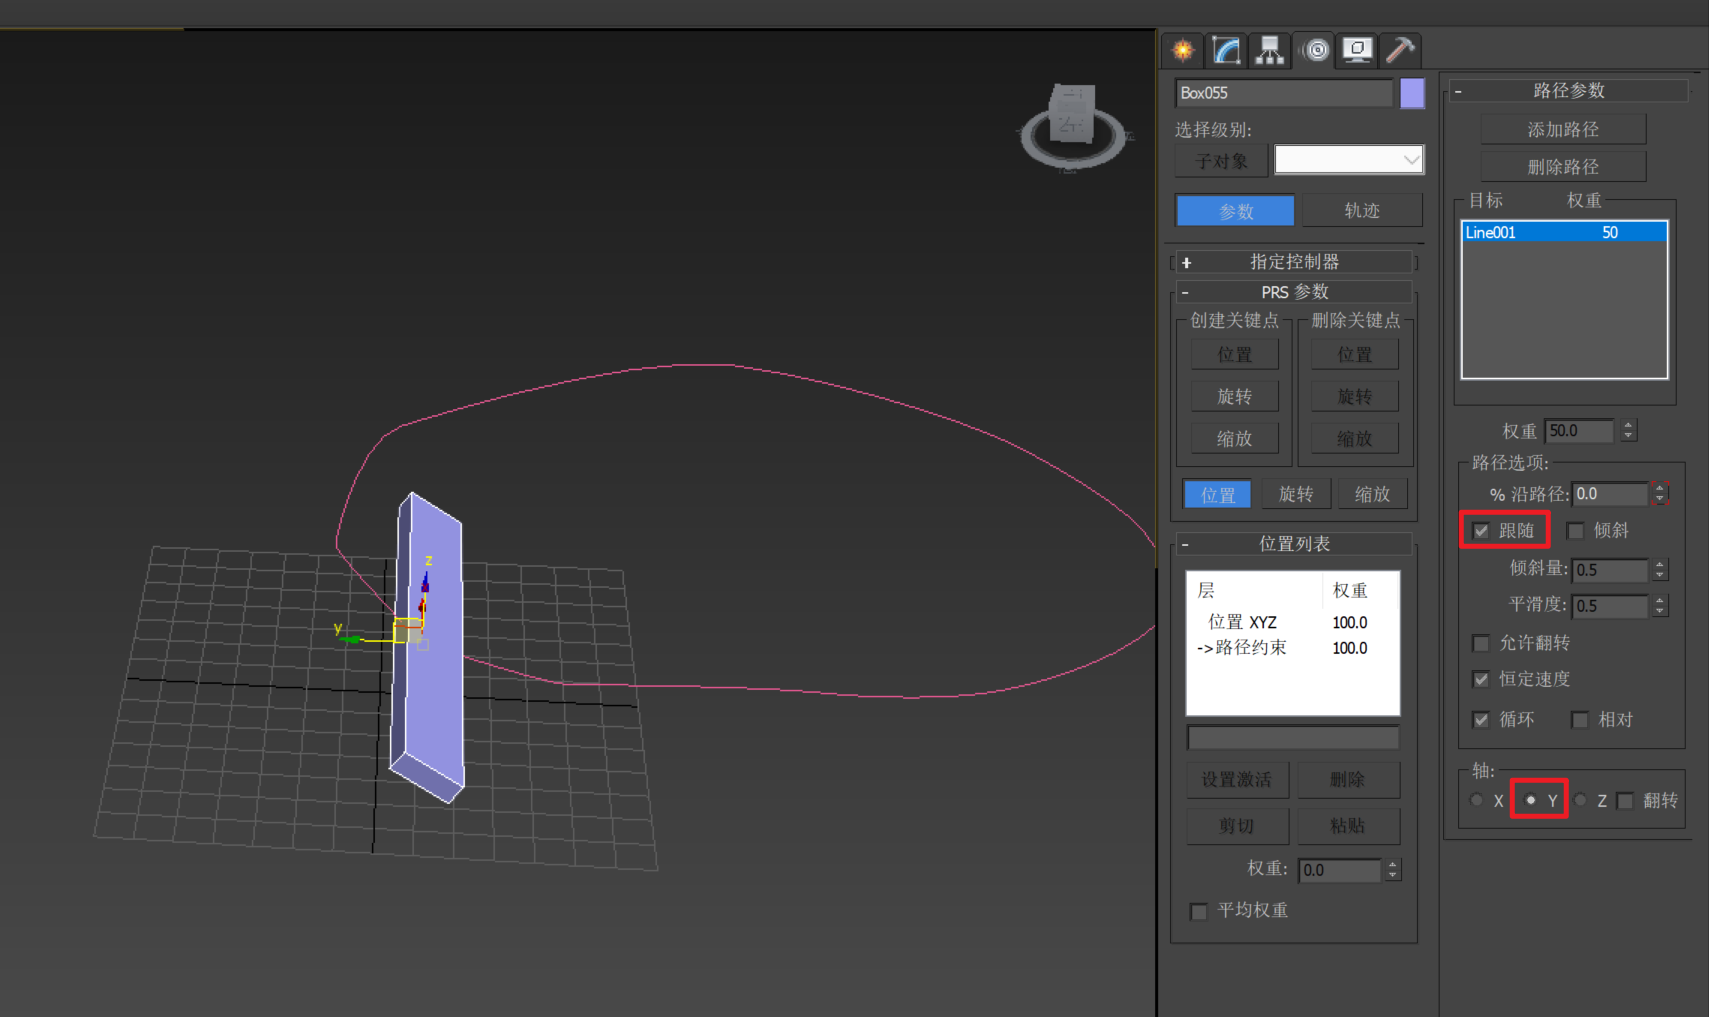 Box055
选择级别:
子对象
参数
轨迹
+ 指定控制器
- PRS 参数
创建关键点
删除关键点
位置
位置
旋转
旋转
缩放
缩放
位置
旋转
缩放
- 位置列表
层
权重
位置 XYZ
100.0
->路径约束
100.0
设置激活
删除
剪切
粘贴
权重:
0.0
平均权重
- 路径参数
添加路径
删除路径
目标
权重
Line001
50
权重
50.0
路径选项:
% 沿路径:
0.0
跟随
倾斜
倾斜量:
0.5
平滑度:
0.5
允许翻转
恒定速度
循环
相对
轴:
X
Y
Z
翻转
z
y